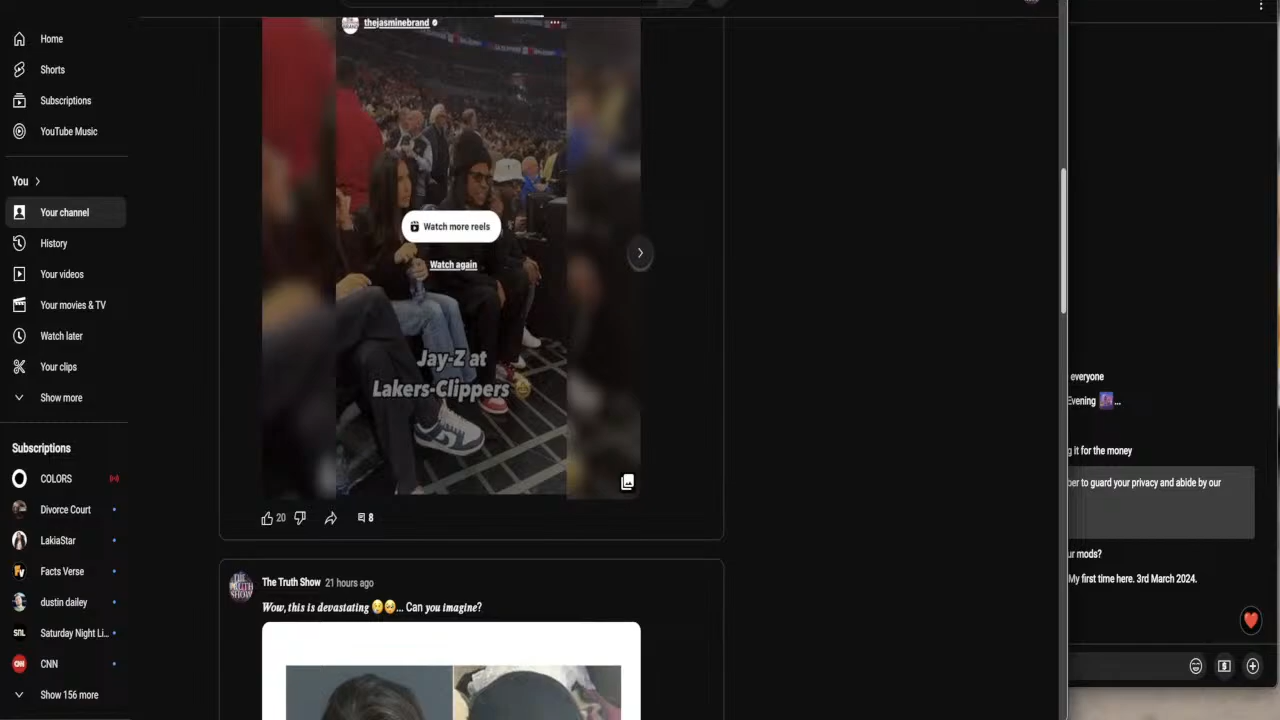 Home
Shorts
Subscriptions
YouTube Music
You
Your channel
History
Your videos
Your movies & TV
Watch later
Your clips
Show more
Subscriptions
COLORS
Divorce Court
LakiaStar
Facts Verse
dustin dailey
SNL Saturday Night Li...
CNN
Show 156 more
thejasminebrand
Watch more reels
Watch again
Jay-Z at
Lakers-Clippers
20
8
The Truth Show 21 hours ago
Wow, this is devastating 😢🥺... Can you imagine?
everyone
Evening ...
g it for the money
ber to guard your privacy and abide by our
ur mods?
My first time here. 3rd March 2024.